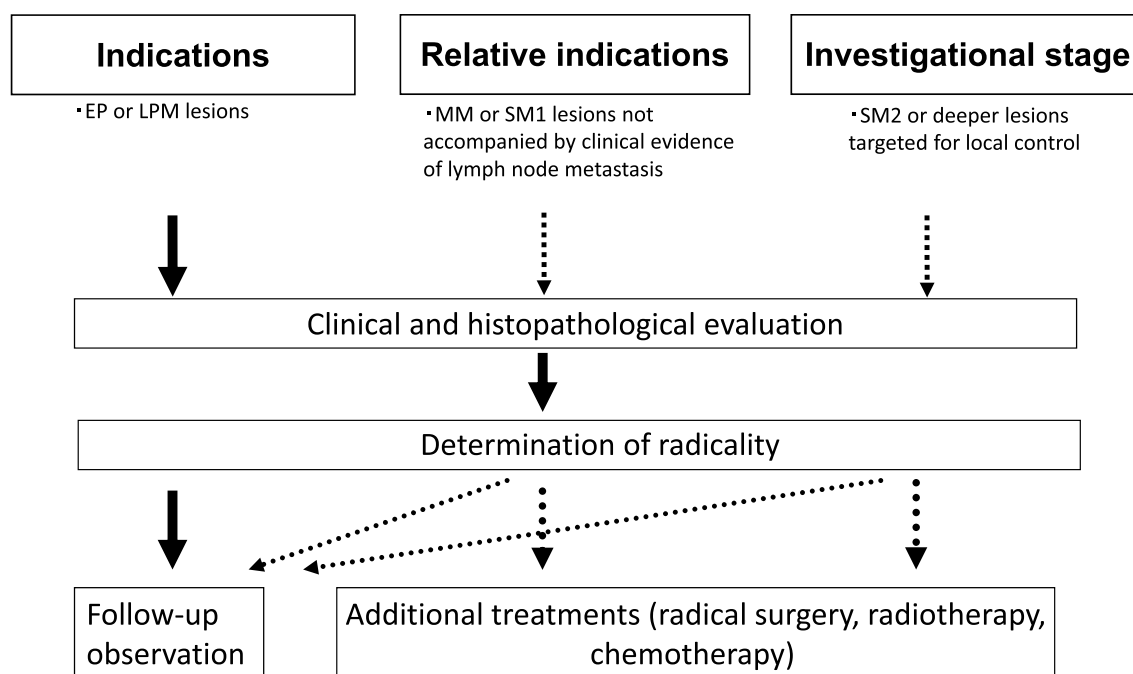 Indications
Relative indications
Investigational stage
・EP or LPM lesions
・MM or SM1 lesions not
accompanied by clinical evidence
of lymph node metastasis
・SM2 or deeper lesions
targeted for local control
Clinical and histopathological evaluation
Determination of radicality
Follow-up
observation
Additional treatments (radical surgery, radiotherapy,
chemotherapy)